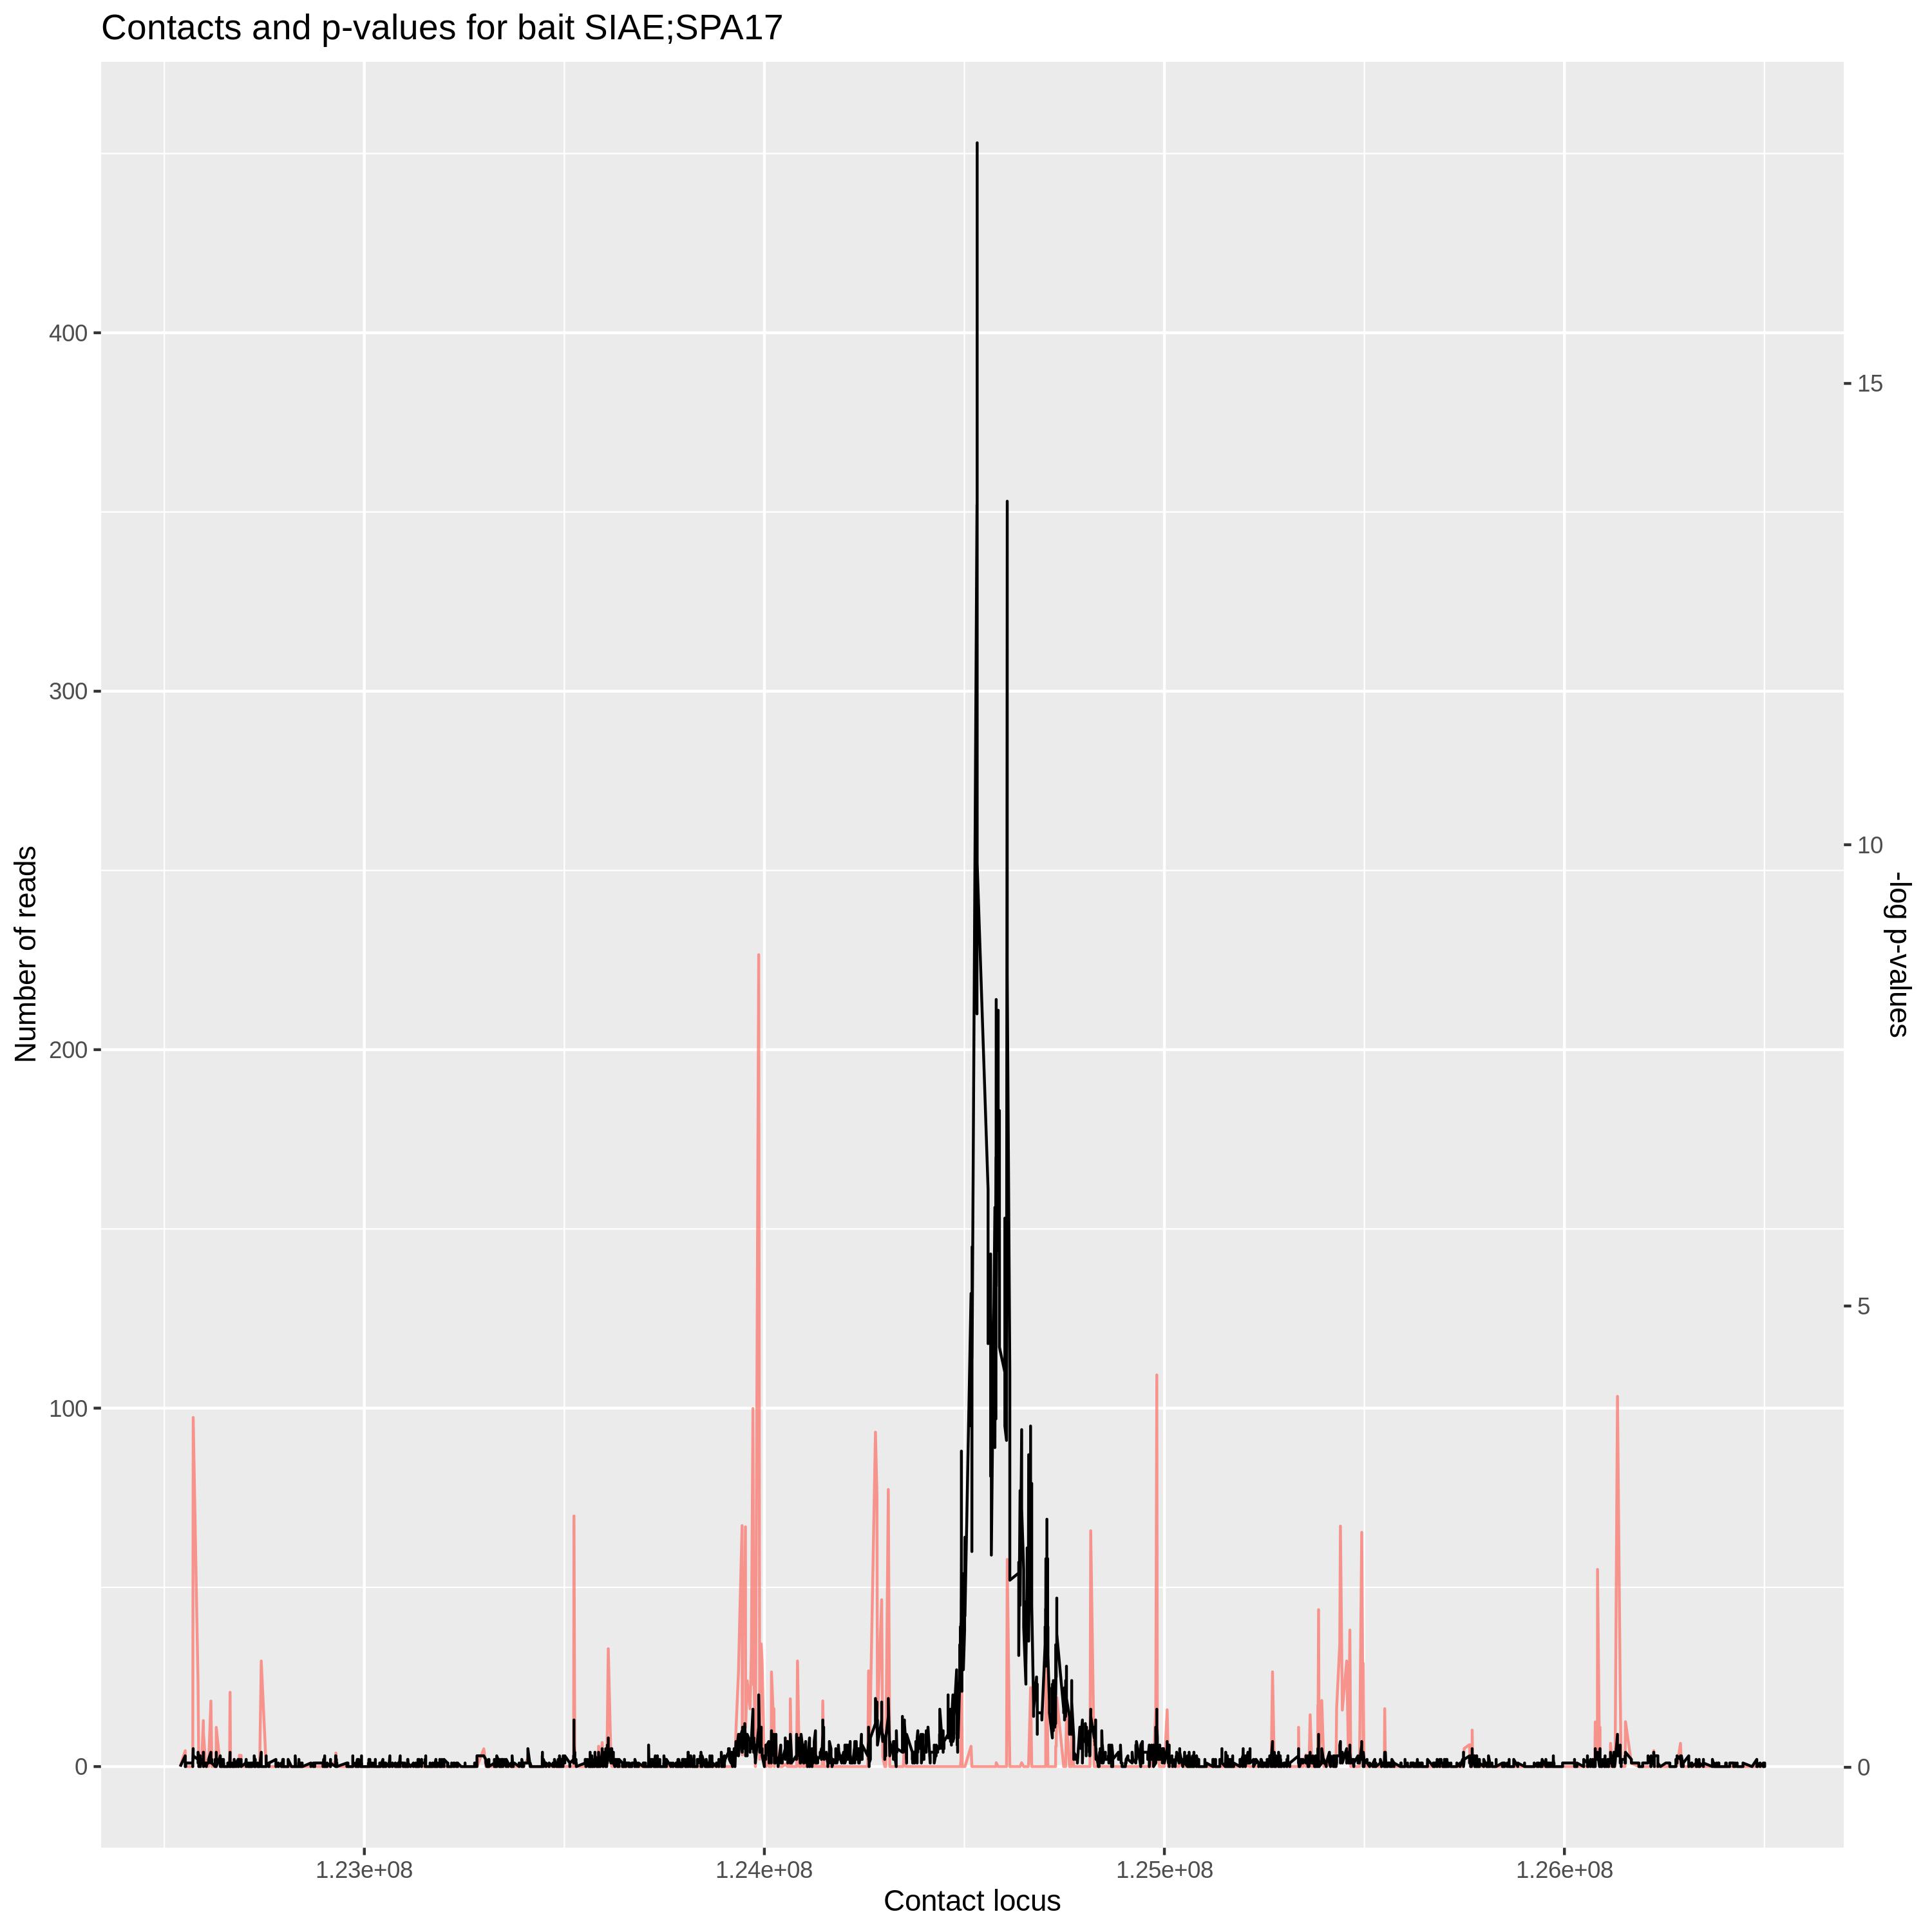 Contacts and p-values for bait SIAE;SPA17
400
300
200
100
0
Number of reads
15
10
5
0
-log p-values
1.23e+08
1.24e+08
1.25e+08
1.26e+08
Contact locus